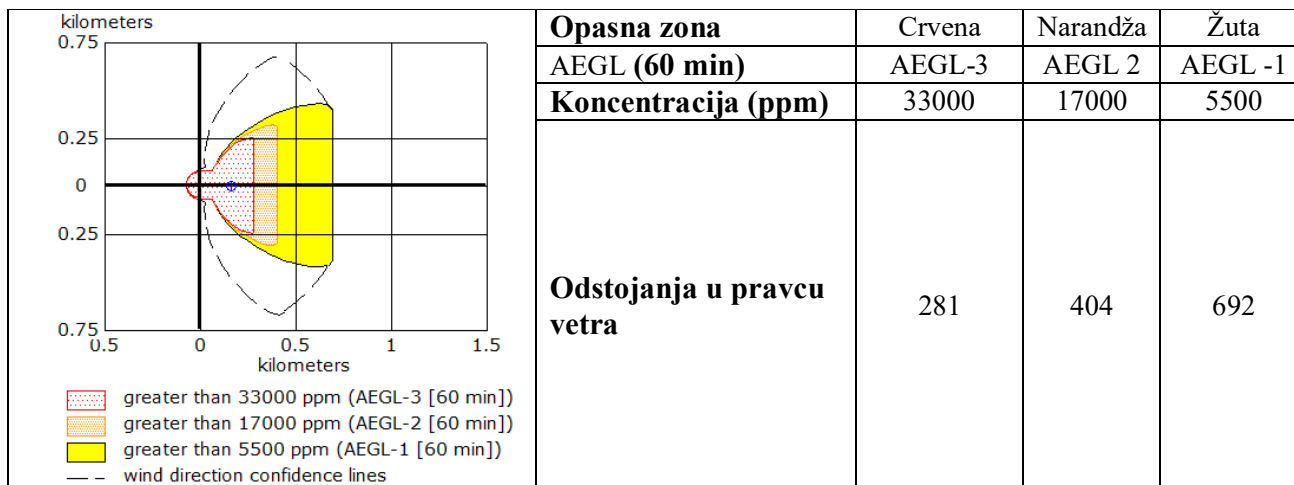 kilometers
0.75
0.25
0
0.25
0.75
0.5 0 0.5 1 1.5
kilometers
greater than 33000 ppm (AEGL-3 [60 min])
greater than 17000 ppm (AEGL-2 [60 min])
greater than 5500 ppm (AEGL-1 [60 min])
wind direction confidence lines
Opasna zona Crvena Narandža Žuta
AEGL (60 min) AEGL-3 AEGL 2 AEGL -1
Koncentracija (ppm) 33000 17000 5500
Odstojanja u pravcu
vetra 281 404 692